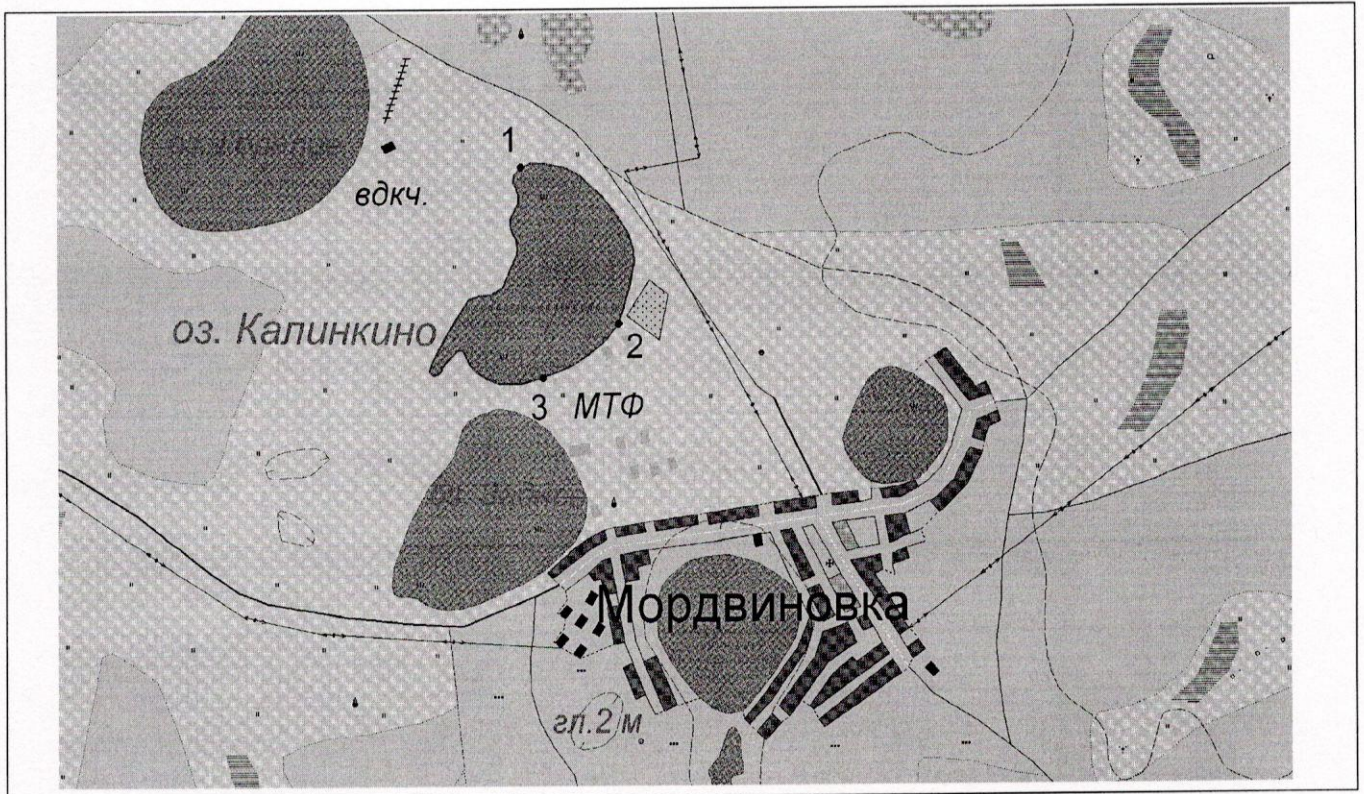 1
вдкч.
оз. Калинкино
2
3 МТФ
Мордвиновка
гл.2 м